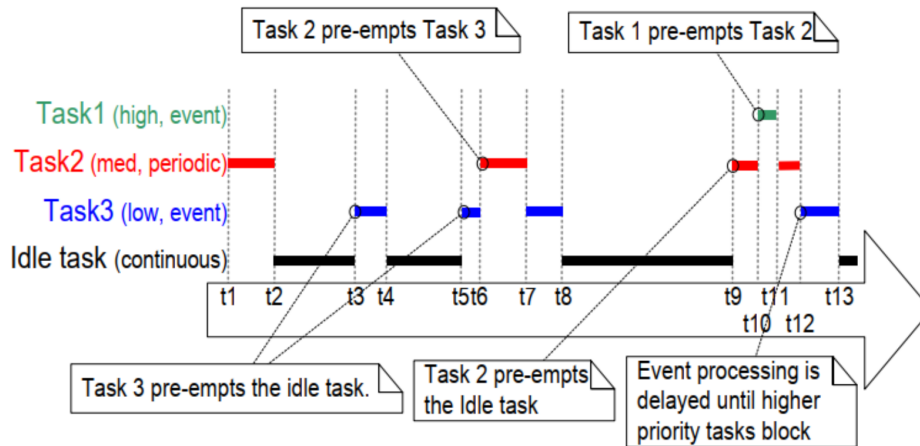 Task 2 pre-empts Task 3
Task 1 pre-empts Task 2
Task1 (high, event)
Task2 (med, periodic)
Task3 (low, event)
Idle task (continuous)
t1 t2 t3 t4 t5 t6 t7 t8 t9 t11 t13
t10 t12
Task 3 pre-empts the idle task.
Task 2 pre-empts
the Idle task
Event processing is
delayed until higher
priority tasks block